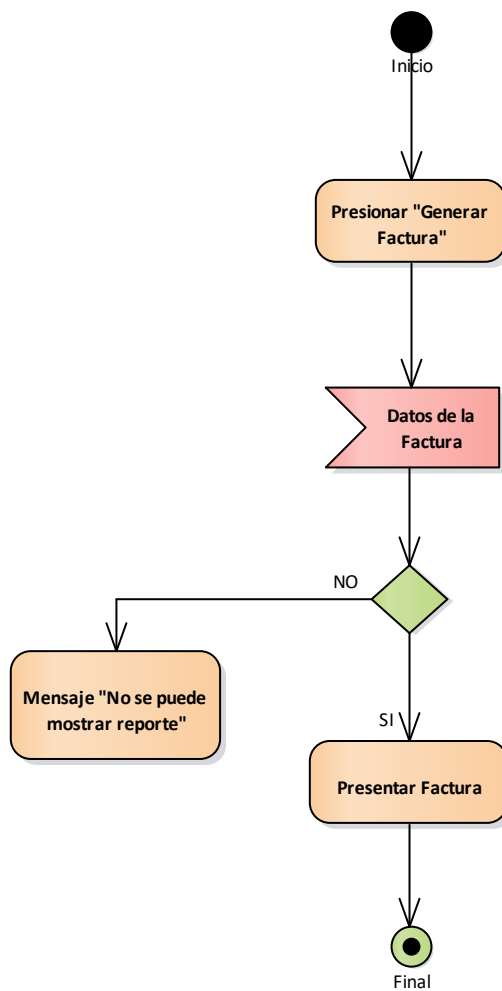 Inicio
Presionar "Generar
Factura"
Datos de la
Factura
NO
Mensaje "No se puede
mostrar reporte"
SI
Presentar Factura
Final